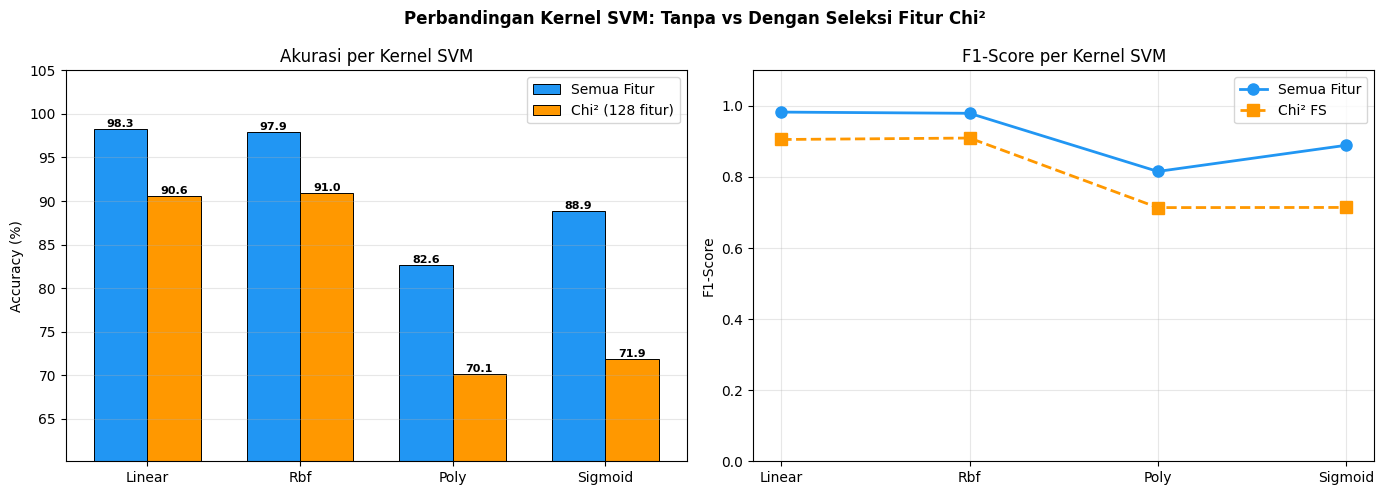 Perbandingan Kernel SVM: Tanpa vs Dengan Seleksi Fitur Chi²
Akurasi per Kernel SVM
Accuracy (%)
105
100
95
90
85
80
75
70
65
Semua Fitur
Chi² (128 fitur)
98.3
90.6
97.9
91.0
82.6
70.1
88.9
71.9
Linear
Rbf
Poly
Sigmoid
F1-Score per Kernel SVM
F1-Score
1.0
0.8
0.6
0.4
0.2
0.0
Semua Fitur
Chi² FS
Linear
Rbf
Poly
Sigmoid